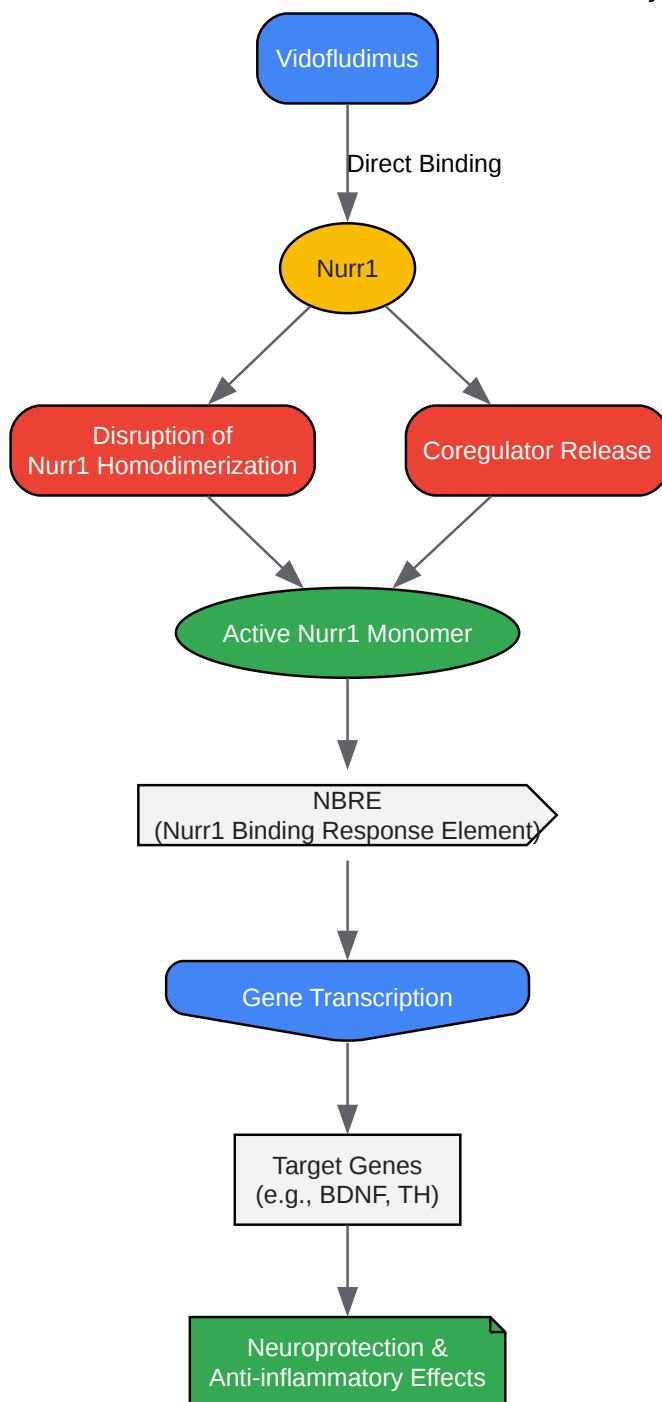 Vidofludimus
Direct Binding
Nurr1
Disruption of
Nurr1 Homodimerization
Coregulator Release
Active Nurr1 Monomer
NBRE
(Nurr1 Binding Response Element)
Gene Transcription
Target Genes
(e.g., BDNF, TH)
Neuroprotection &
Anti-inflammatory Effects